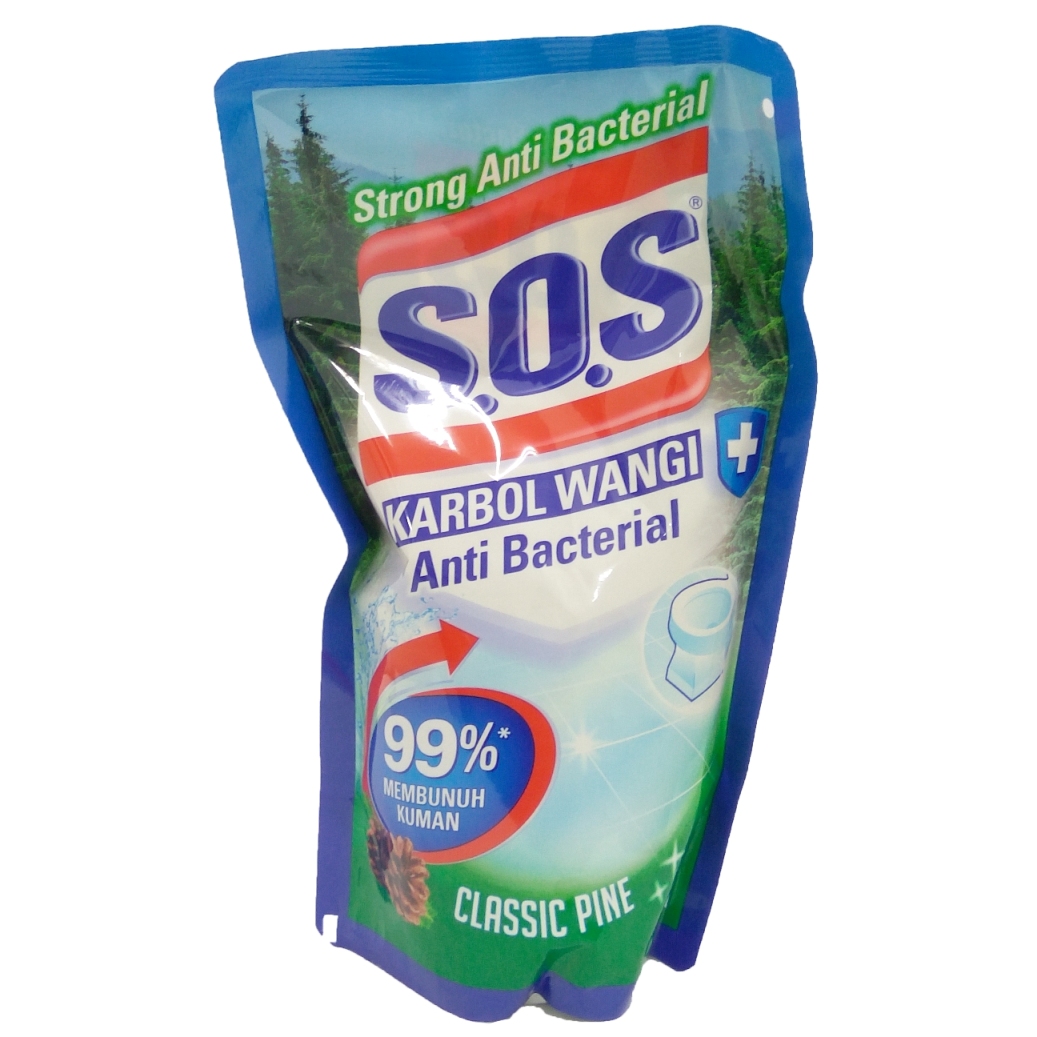 Strong Anti Bacterial
S.O.S®
KARBOL WANGI
Anti Bacterial
99%*
MEMBUNUH
KUMAN
CLASSIC PINE